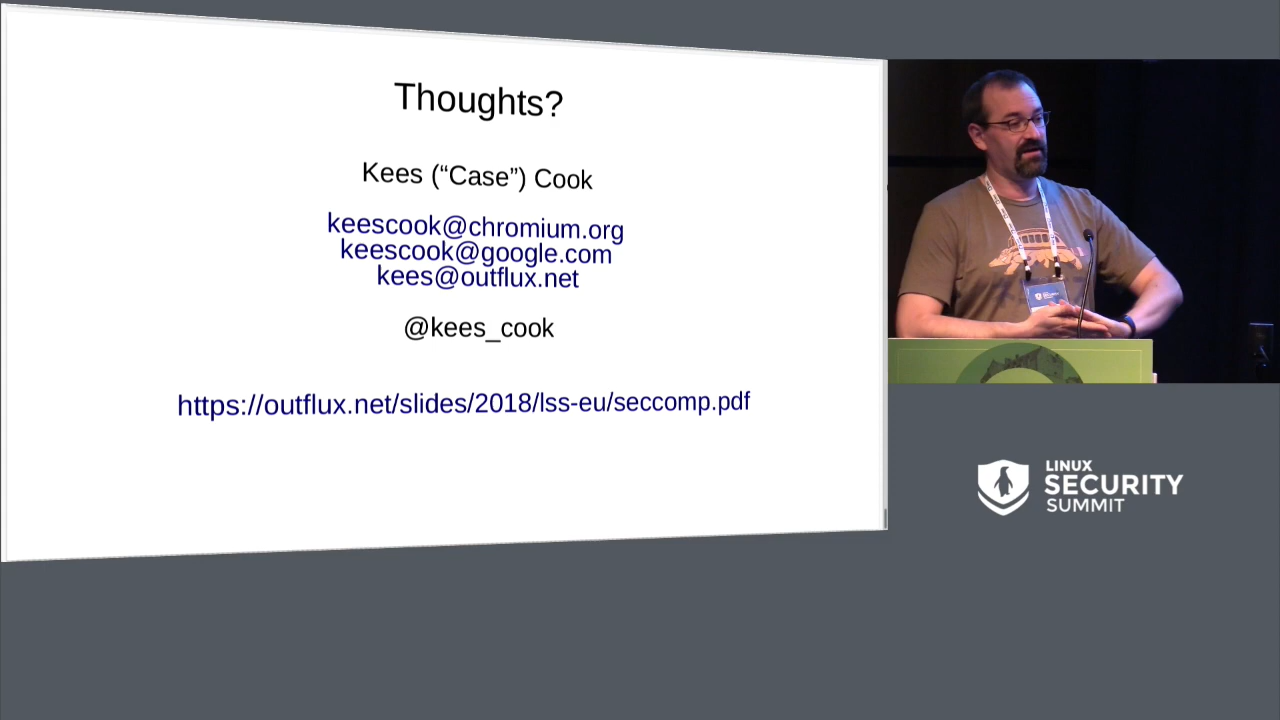 Thoughts?
Kees (“Case”) Cook
keescook@chromium.org
keescook@google.com
kees@outflux.net
@kees_cook
https://outflux.net/slides/2018/lss-eu/seccomp.pdf
LINUX
SECURITY
SUMMIT